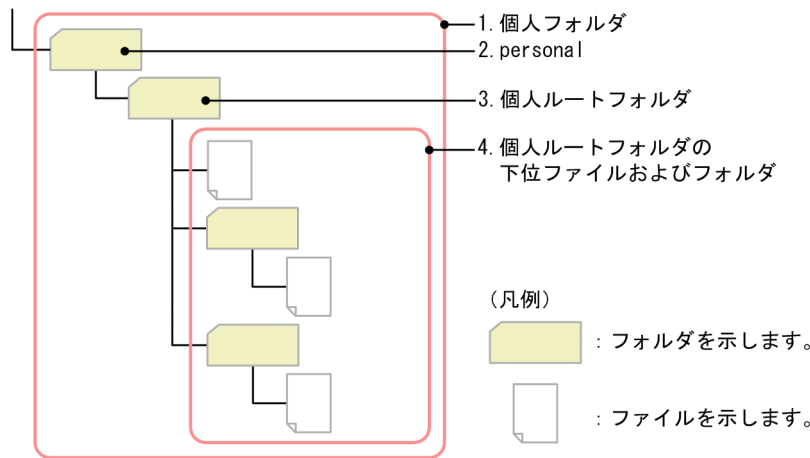 1. 個人フォルダ
2. personal
3. 個人ルートフォルダ
4. 個人ルートフォルダの
下位ファイルおよびフォルダ
(凡例)
: フォルダを示します。
: ファイルを示します。